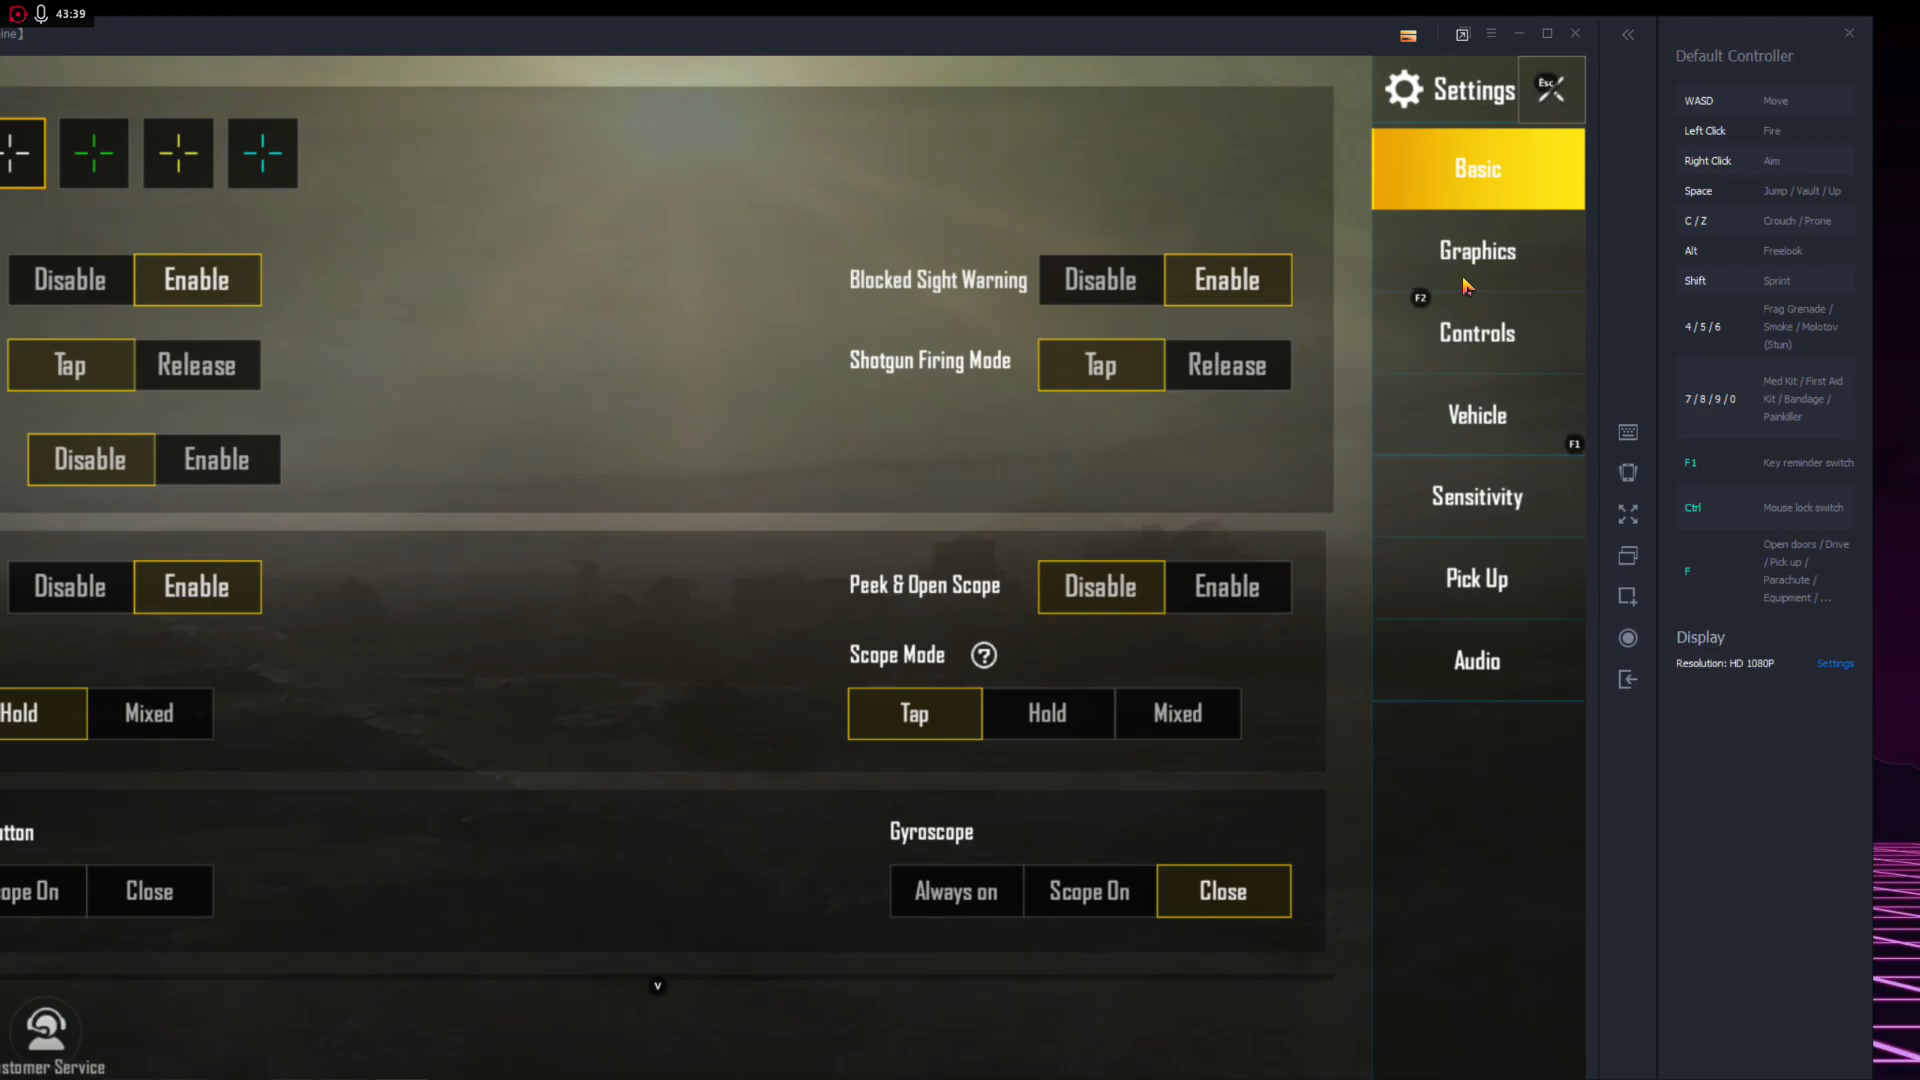 43:39
ine】
Settings
Esc
Basic
Graphics
F2
Controls
Vehicle
F1
Sensitivity
Pick Up
Audio
Disable Enable
Blocked Sight Warning Disable Enable
Tap Release
Shotgun Firing Mode Tap Release
Disable Enable
Disable Enable
Peek & Open Scope Disable Enable
Scope Mode ?
Hold Mixed
Tap Hold Mixed
utton
Gyroscope
ope On Close
Always on Scope On Close
V
stomer Service
Default Controller
WASD Move
Left Click Fire
Right Click Aim
Space Jump / Vault / Up
C / Z Crouch / Prone
Alt Freelook
Shift Sprint
4 / 5 / 6 Frag Grenade /
Smoke / Molotov
(Stun)
7 / 8 / 9 / 0 Med Kit / First Aid
Kit / Bandage /
Painkiller
F1 Key reminder switch
Ctrl Mouse lock switch
F Open doors / Drive
/ Pick up /
Parachute /
Equipment / ...
Display
Resolution: HD 1080P Settings